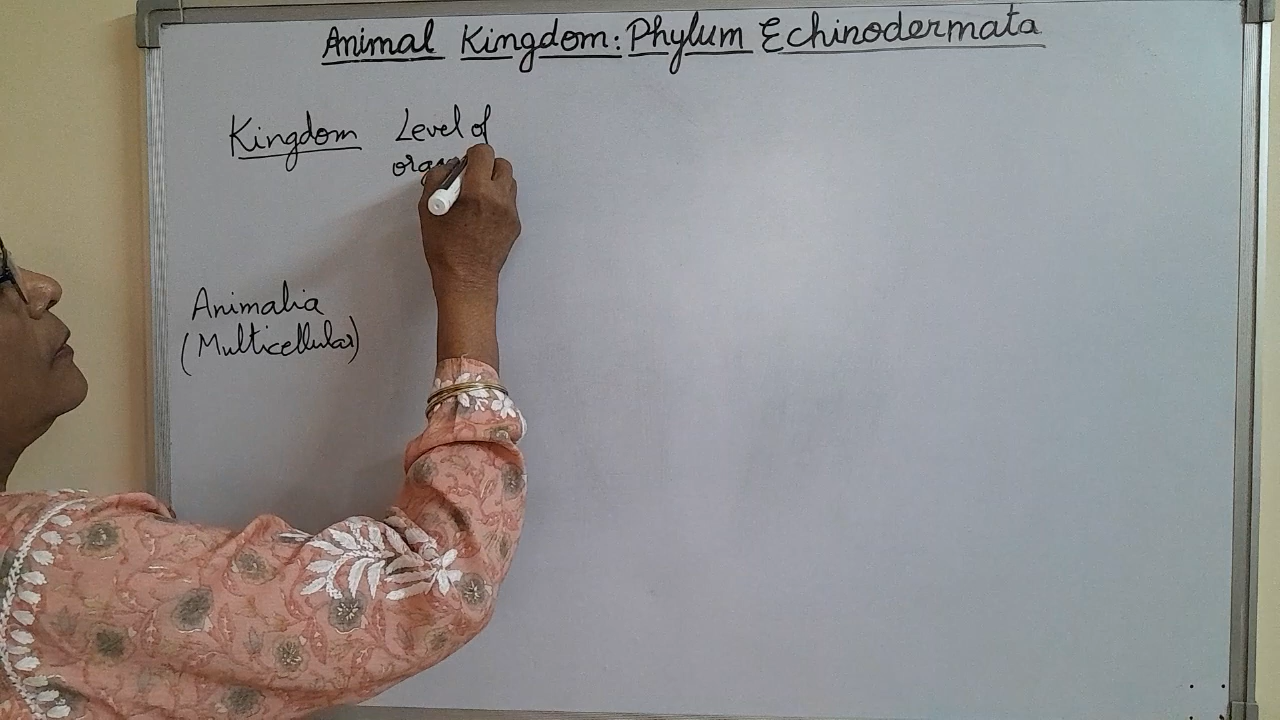 Animal Kingdom: Phylum Echinodermata
Kingdom
Level of
Animalia
(Multicellular)